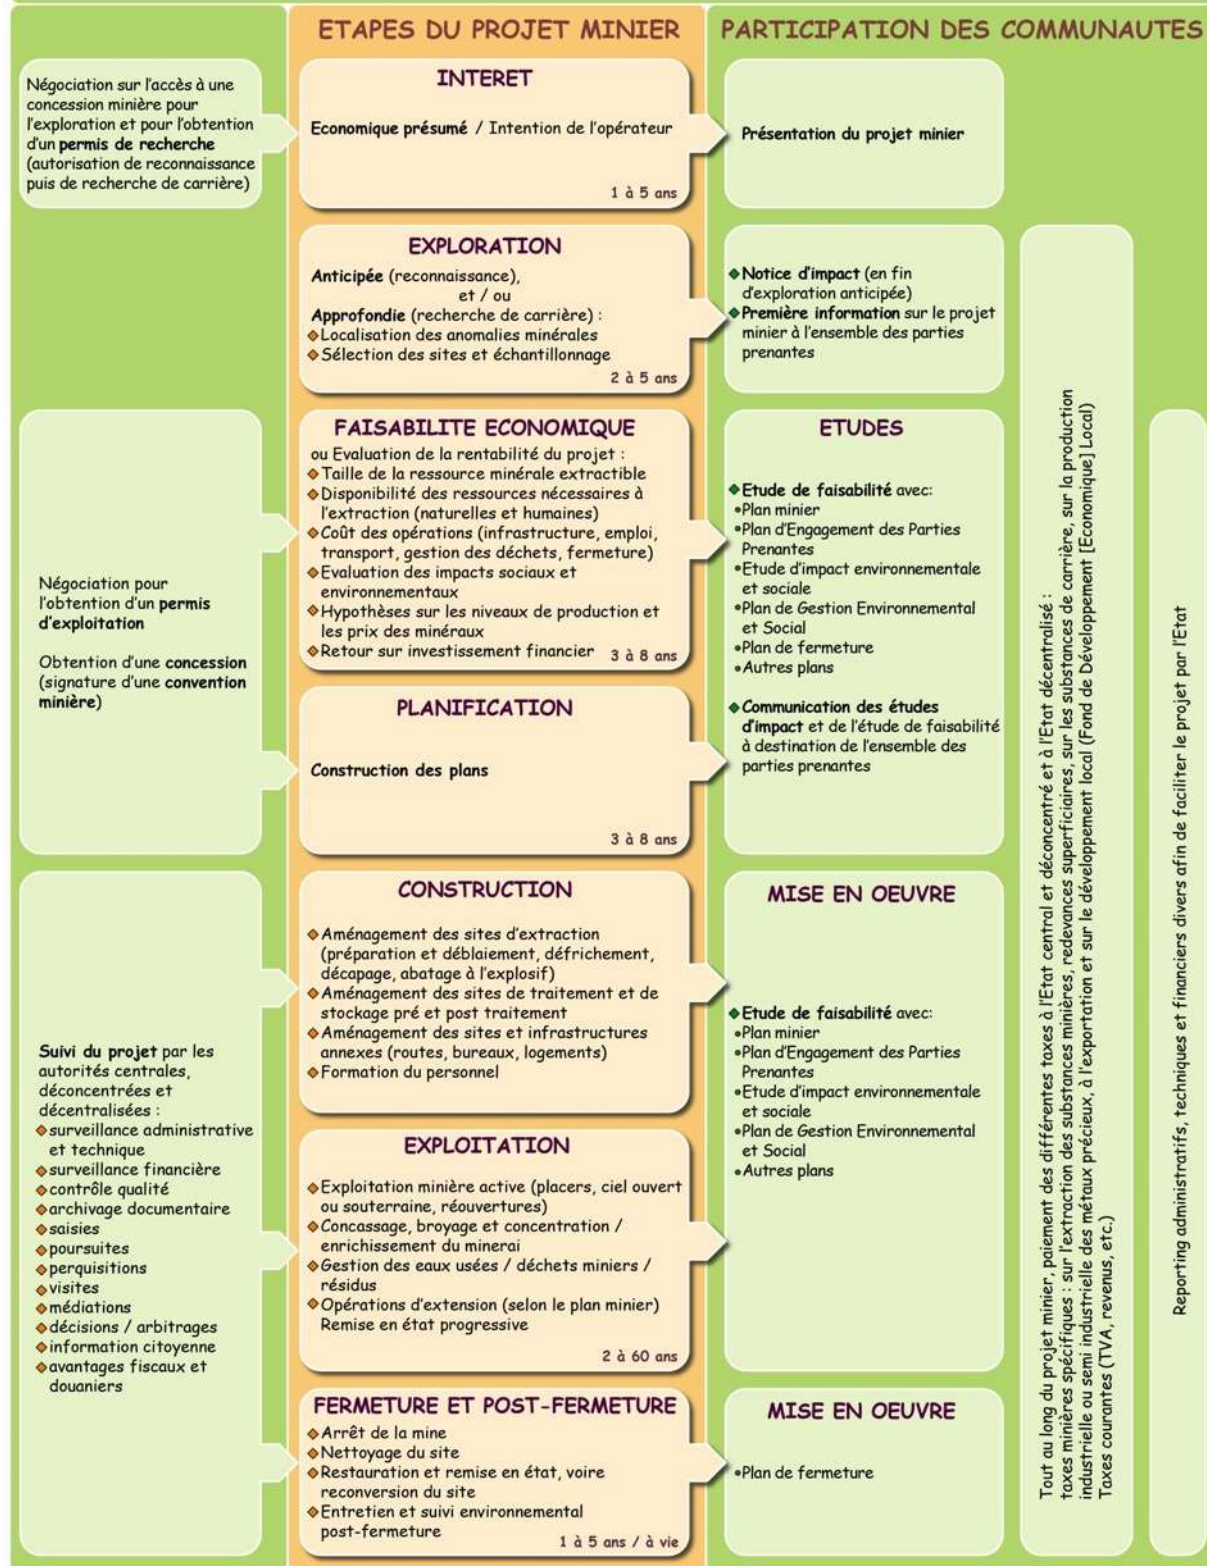 ETAPES DU PROJET MINIER
PARTICIPATION DES COMMUNAUTES
Négociation sur l'accès à une
concession minière pour
l'exploration et pour l'obtention
d'un permis de recherche
(autorisation de reconnaissance
puis de recherche de carrière)
INTERET
Economique présumé / Intention de l'opérateur
1 à 5 ans
Présentation du projet minier
EXPLORATION
Anticipée (reconnaissance),
et / ou
Approfondie (recherche de carrière) :
Localisation des anomalies minérales
Sélection des sites et échantillonnage
2 à 5 ans
Notice d'impact (en fin
d'exploration anticipée)
Première information sur le projet
minier à l'ensemble des parties
prenantes
Négociation pour
l'obtention d'un permis
d'exploitation
Obtention d'une concession
(signature d'une convention
minière)
FAISABILITE ECONOMIQUE
ou Evaluation de la rentabilité du projet :
Taille de la ressource minérale extractible
Disponibilité des ressources nécessaires à
l'extraction (naturelles et humaines)
Coût des opérations (infrastructure, emploi,
transport, gestion des déchets, fermeture)
Evaluation des impacts sociaux et
environnementaux
Hypothèses sur les niveaux de production et
les prix des minéraux
Retour sur investissement financier 3 à 8 ans
PLANIFICATION
Construction des plans
3 à 8 ans
ETUDES
Etude de faisabilité avec:
•Plan minier
•Plan d'Engagement des Parties
Prenantes
•Etude d'impact environnementale
et sociale
•Plan de Gestion Environnemental
et Social
•Plan de fermeture
•Autres plans
Communication des études
d'impact et de l'étude de faisabilité
à destination de l'ensemble des
parties prenantes
Suivi du projet par les
autorités centrales,
déconcentrées et
décentralisées :
surveillance administrative
et technique
surveillance financière
contrôle qualité
archivage documentaire
saisies
poursuites
perquisitions
visites
médiations
décisions / arbitrages
information citoyenne
avantages fiscaux et
douaniers
CONSTRUCTION
Aménagement des sites d'extraction
(préparation et déblaiement, défrichement,
décapage, abatage à l'explosif)
Aménagement des sites de traitement et de
stockage pré et post traitement
Aménagement des sites et infrastructures
annexes (routes, bureaux, logements)
Formation du personnel
EXPLOITATION
Exploitation minière active (placers, ciel ouvert
ou souterraine, réouvertures)
Concassage, broyage et concentration /
enrichissement du minerai
Gestion des eaux usées / déchets miniers /
résidus
Opérations d'extension (selon le plan minier)
Remise en état progressive
2 à 60 ans
MISE EN OEUVRE
Etude de faisabilité avec:
•Plan minier
•Plan d'Engagement des Parties
Prenantes
•Etude d'impact environnementale
et sociale
•Plan de Gestion Environnemental
et Social
•Autres plans
FERMETURE ET POST-FERMETURE
Arrêt de la mine
Nettoyage du site
Restauration et remise en état, voire
reconversion du site
Entretien et suivi environnemental
post-fermeture
1 à 5 ans / à vie
MISE EN OEUVRE
•Plan de fermeture
Tout au long du projet minier, paiement des différentes taxes à l'Etat central et déconcentré et à l'Etat décentralisé :
taxes minières spécifiques : sur l'extraction des substances minières, redevances superficiaires, sur les substances de carrière, sur la production
industrielle ou semi industrielle des métaux précieux, à l'exportation et sur le développement local (Fond de Développement [Economique] Local)
Taxes courantes (TVA, revenus, etc.)
Reporting administratifs, techniques et financiers divers afin de faciliter le projet par l'Etat